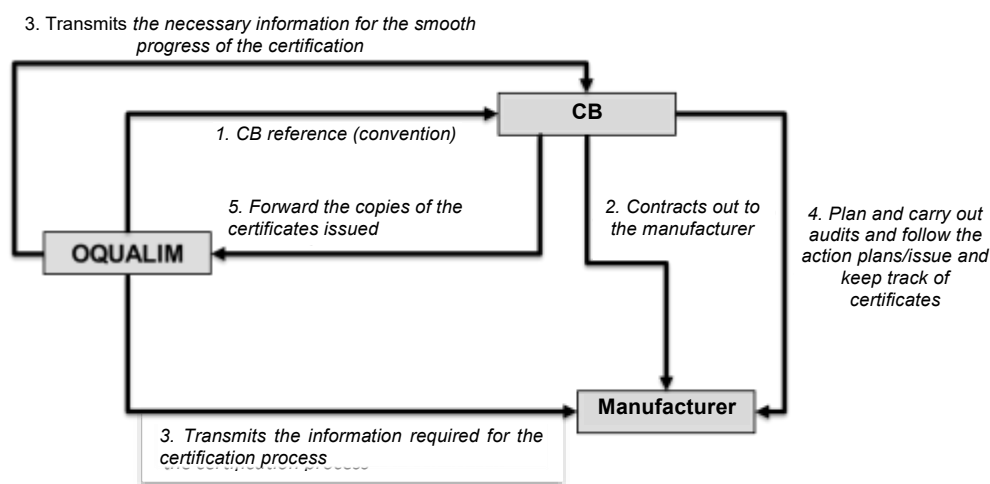 3. Transmits the necessary information for the smooth
progress of the certification
CB
1. CB reference (convention)
5. Forward the copies of the
certificates issued
2. Contracts out to
the manufacturer
4. Plan and carry out
audits and follow the
action plans/issue and
keep track of
certificates
OQUALIM
Manufacturer
3. Transmits the information required for the
certification process